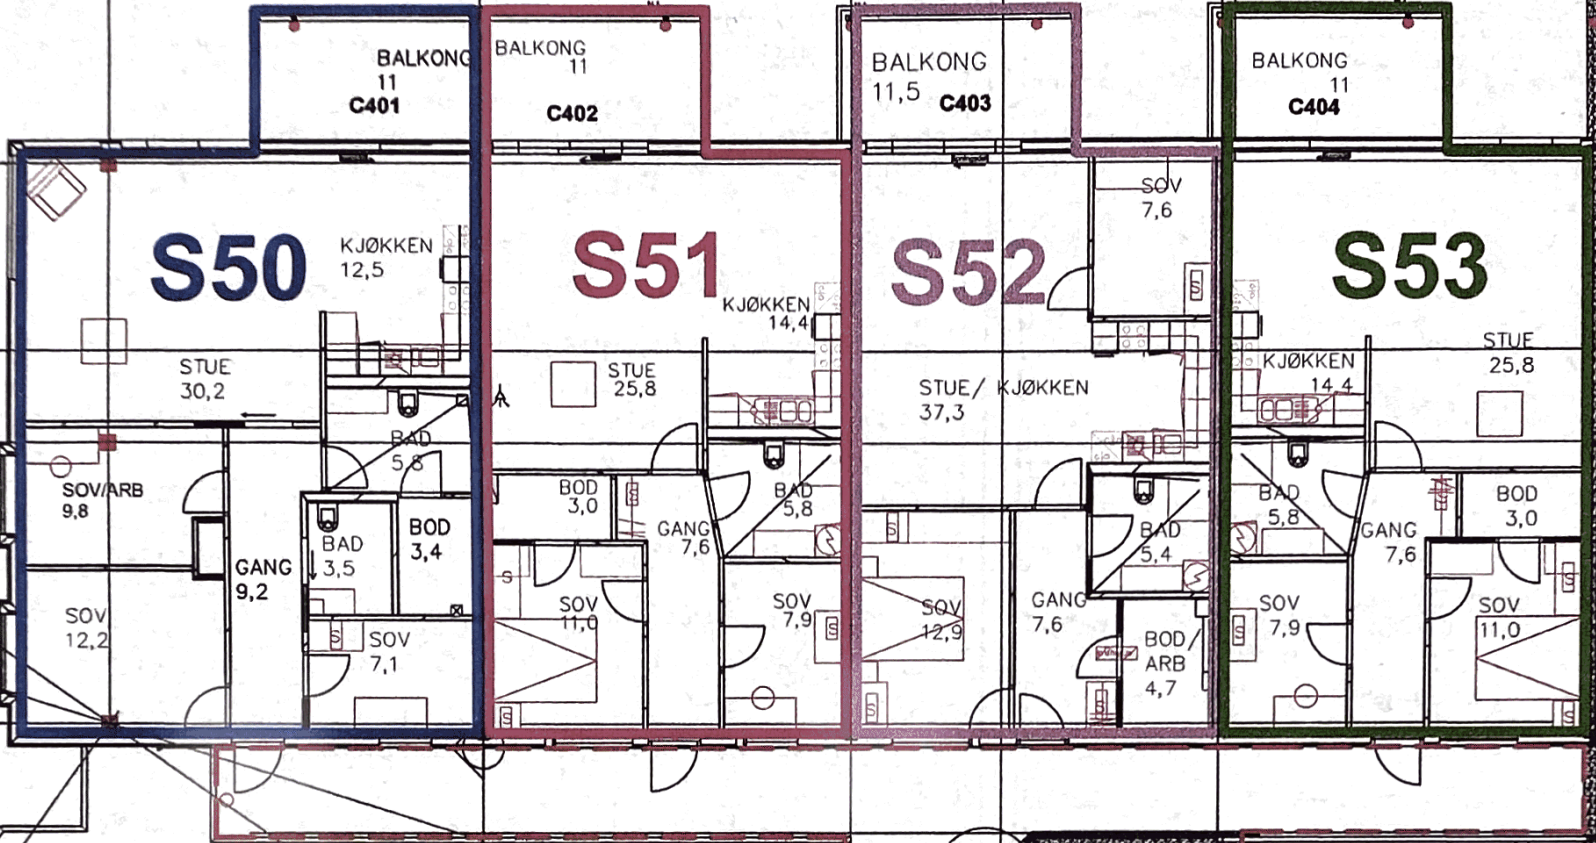 BALKONG
11
C401
S50
KJØKKEN
12,5
STUE
30,2
BAD
5,8
SOV/ARB
9,8
BAD
3,5
BOD
3,4
GANG
9,2
SOV
12,2
SOV
7,1
BALKONG
11
C402
S51
KJØKKEN
14,4
STUE
25,8
BOD
3,0
S
BAD
5,8
GANG
7,6
S
SOV
11,0
SOV
7,9
S
S
S
BALKONG
11,5
C403
SOV
7,6
S52
S
STUE/ KJØKKEN
37,3
S
BAD
5,4
SOV
12,9
GANG
7,6
BOD/
ARB
4,7
S
S
BALKONG
11
C404
S53
STUE
25,8
KJØKKEN
14,4
BAD
5,8
S
BOD
3,0
GANG
7,6
S
SOV
7,9
SOV
11,0
S
S